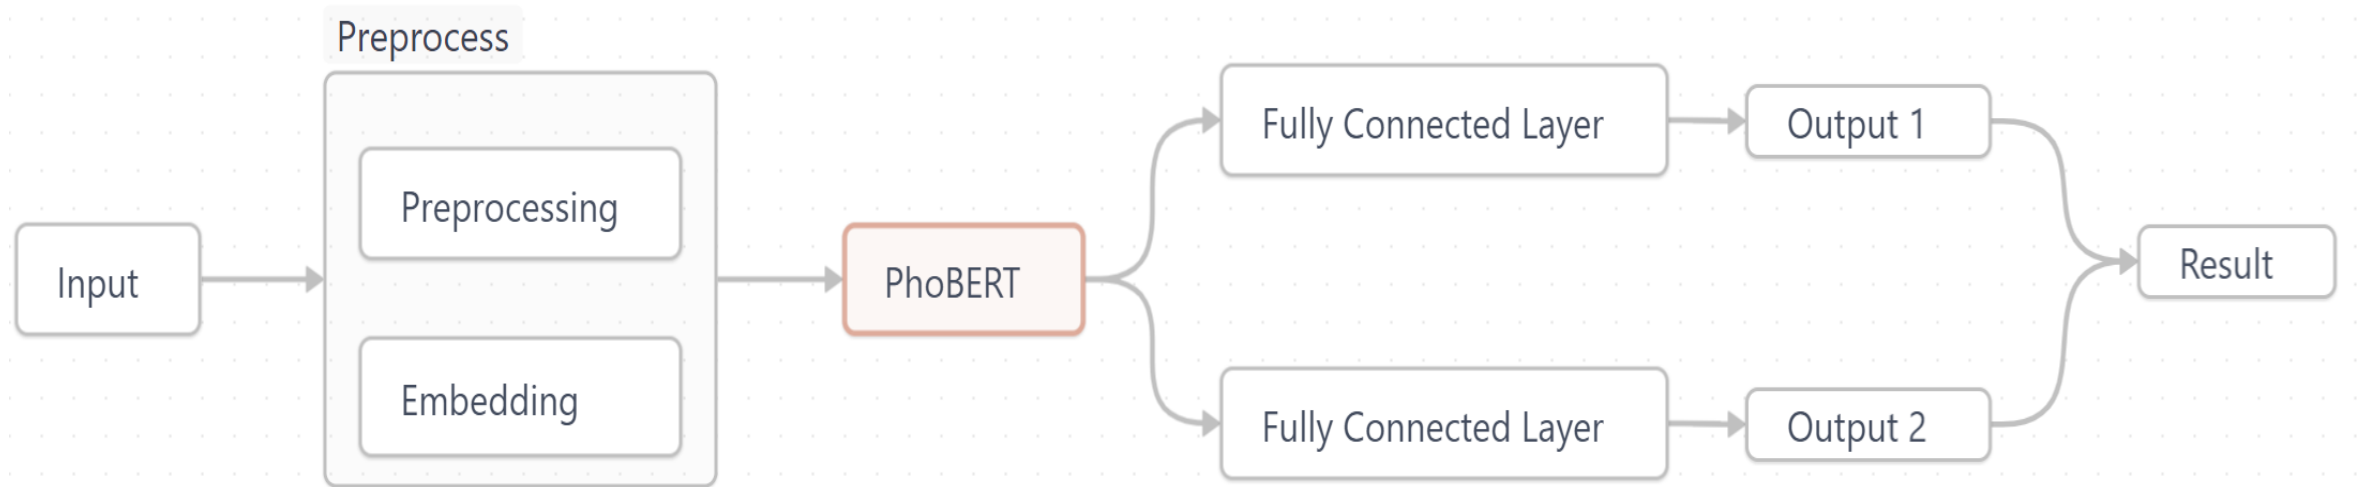 Preprocess
Input
Preprocessing
Embedding
PhoBERT
Fully Connected Layer
Output 1
Fully Connected Layer
Output 2
Result